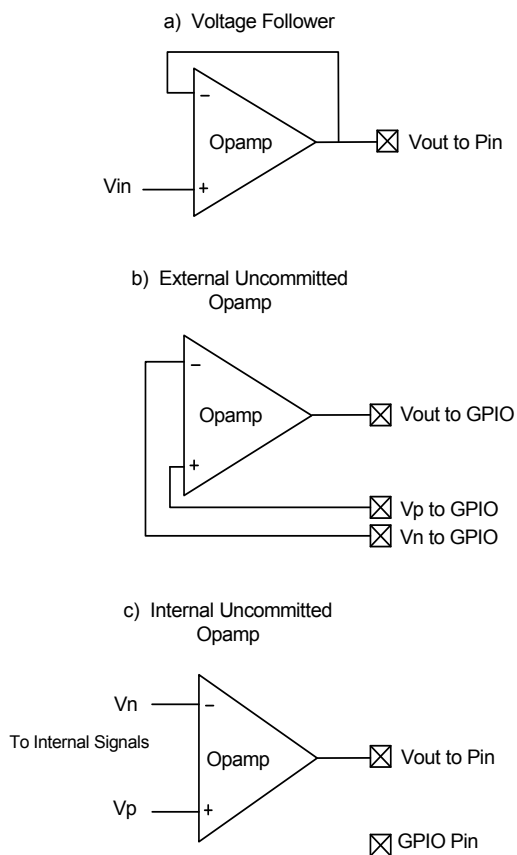 a) Voltage Follower
−
Opamp
Vout to Pin
Vin
+
b) External Uncommitted
Opamp
−
Opamp
Vout to GPIO
+
Vp to GPIO
Vn to GPIO
c) Internal Uncommitted
Opamp
Vn
−
To Internal Signals
Opamp
Vout to Pin
Vp
+
GPIO Pin